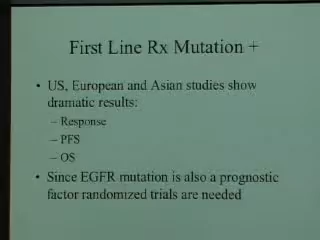 First Line Rx Mutation +
• US, European and Asian studies show
dramatic results:
– Response
– PFS
– OS
• Since EGFR mutation is also a prognostic
factor randomized trials are needed